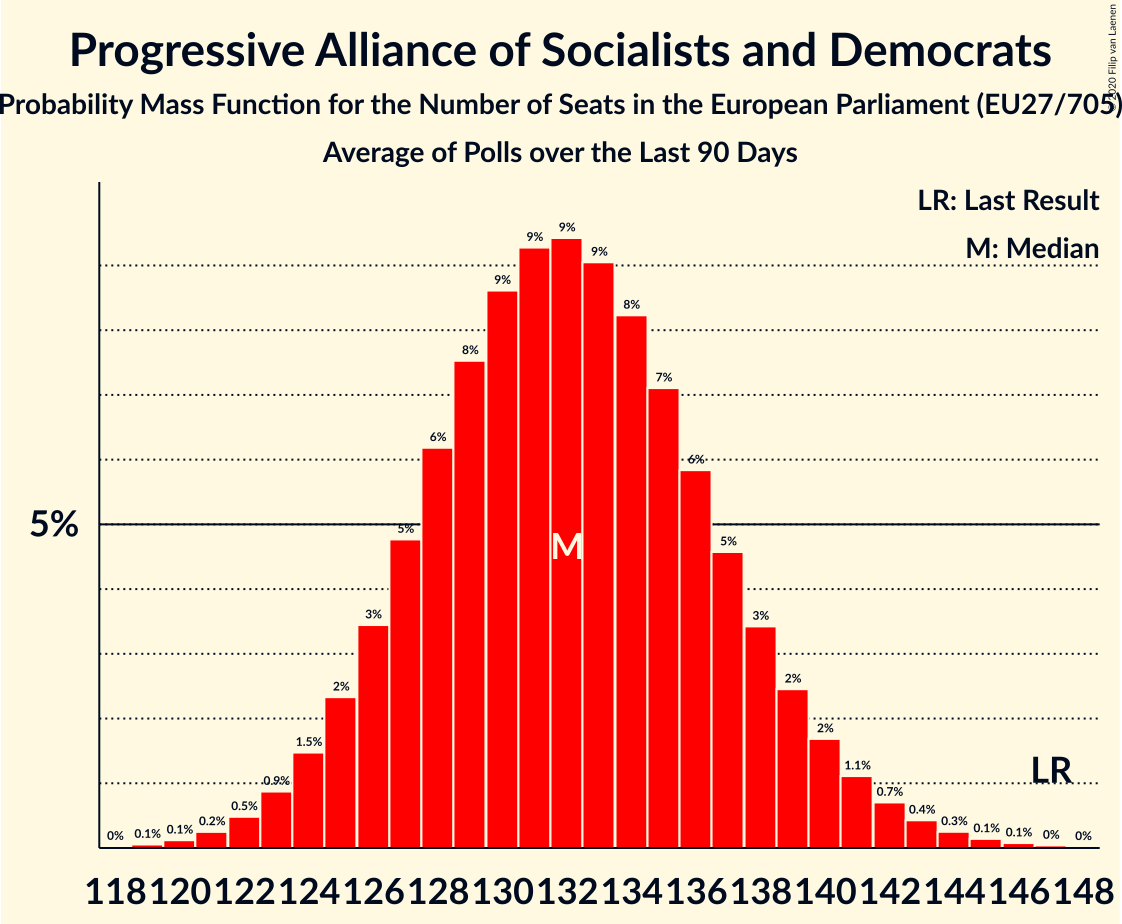 Progressive Alliance of Socialists and Democrats
Probability Mass Function for the Number of Seats in the European Parliament (EU27/705)
Average of Polls over the Last 90 Days
2020 Filip van Laenen
LR: Last Result
M: Median
5%
0% 0.1% 0.1% 0.2% 0.5% 0.9% 1.5% 2% 3% 5% 6% 8% 9% 9% 9% 9% 8% 7% 6% 5% 3% 2% 2% 1.1% 0.7% 0.4% 0.3% 0.1% 0.1% 0% 0%
M
LR
118 120 122 124 126 128 130 132 134 136 138 140 142 144 146 148